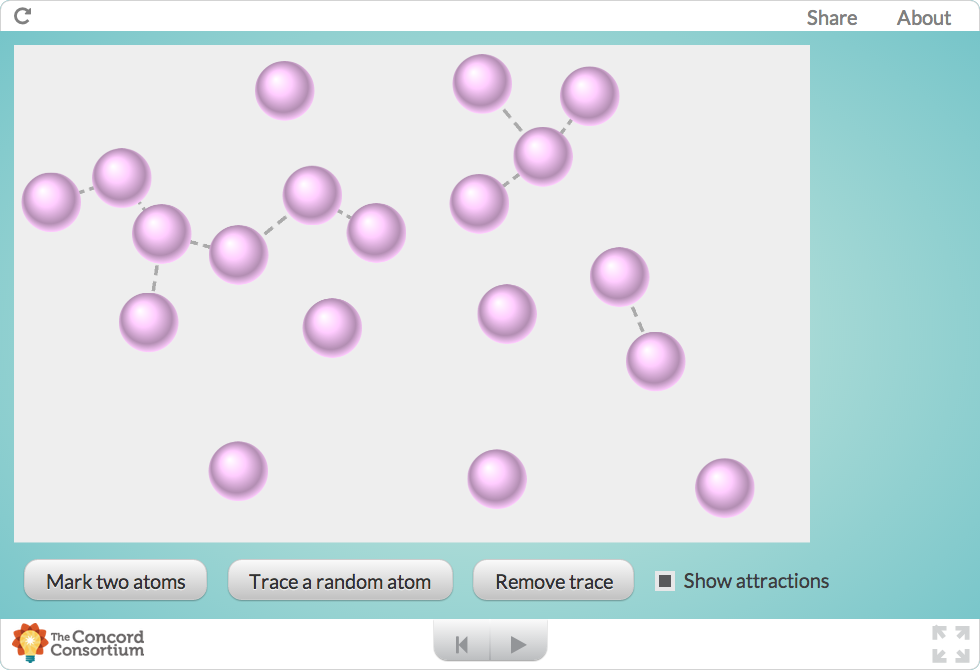 Share About
Mark two atoms Trace a random atom Remove trace Show attractions
The Concord
Consortium